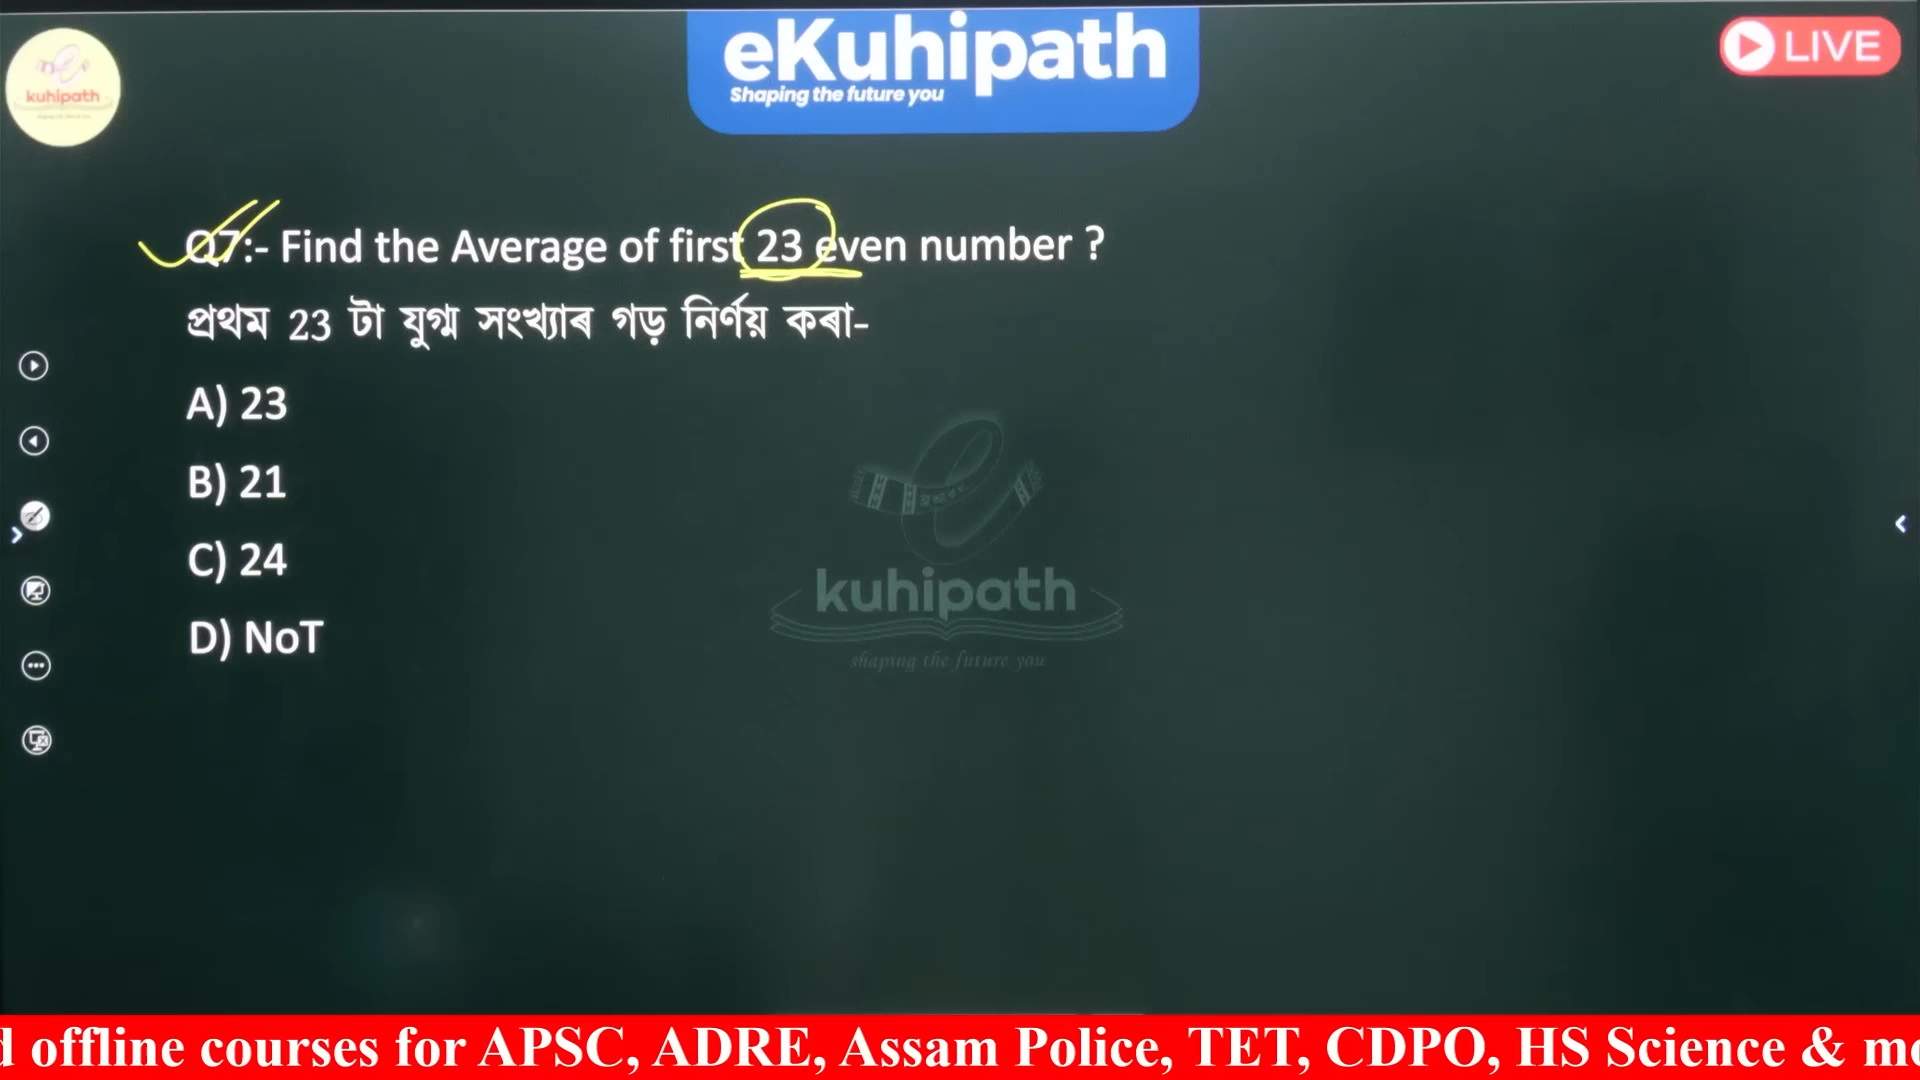 eKuhipath
Shaping the future you
LIVE
kuhipath
Q7:- Find the Average of first 23 even number ?
প্ৰথম 23 টা যুগ্ম সংখ্যাৰ গড় নিৰ্ণয় কৰা-
A) 23
B) 21
C) 24
D) NoT
kuhipath
shaping the future you
offline courses for APSC, ADRE, Assam Police, TET, CDPO, HS Science &